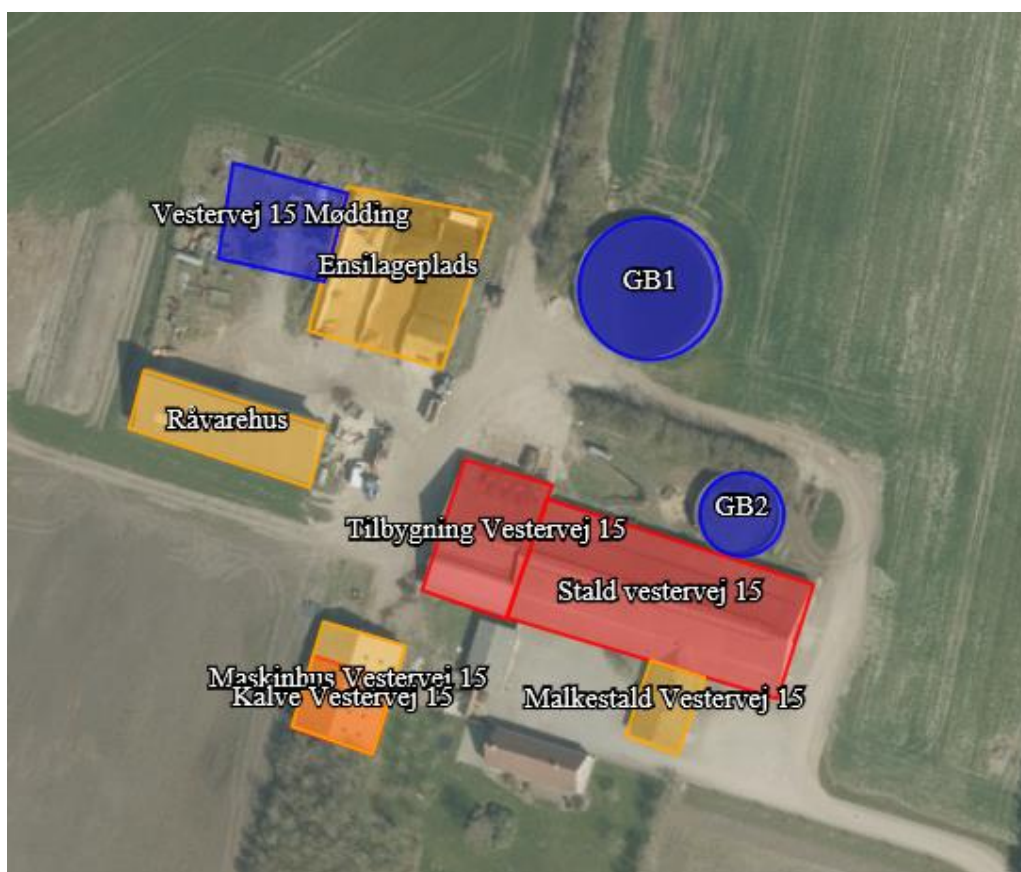 Vestervej 15 Mødding
Ensilageplads
GB1
Råvarehus
GB2
Tilbygning Vestervej 15
Stald vestervej 15
Maskinhus Vestervej 15
Kalve Vestervej 15
Malkestald Vestervej 15